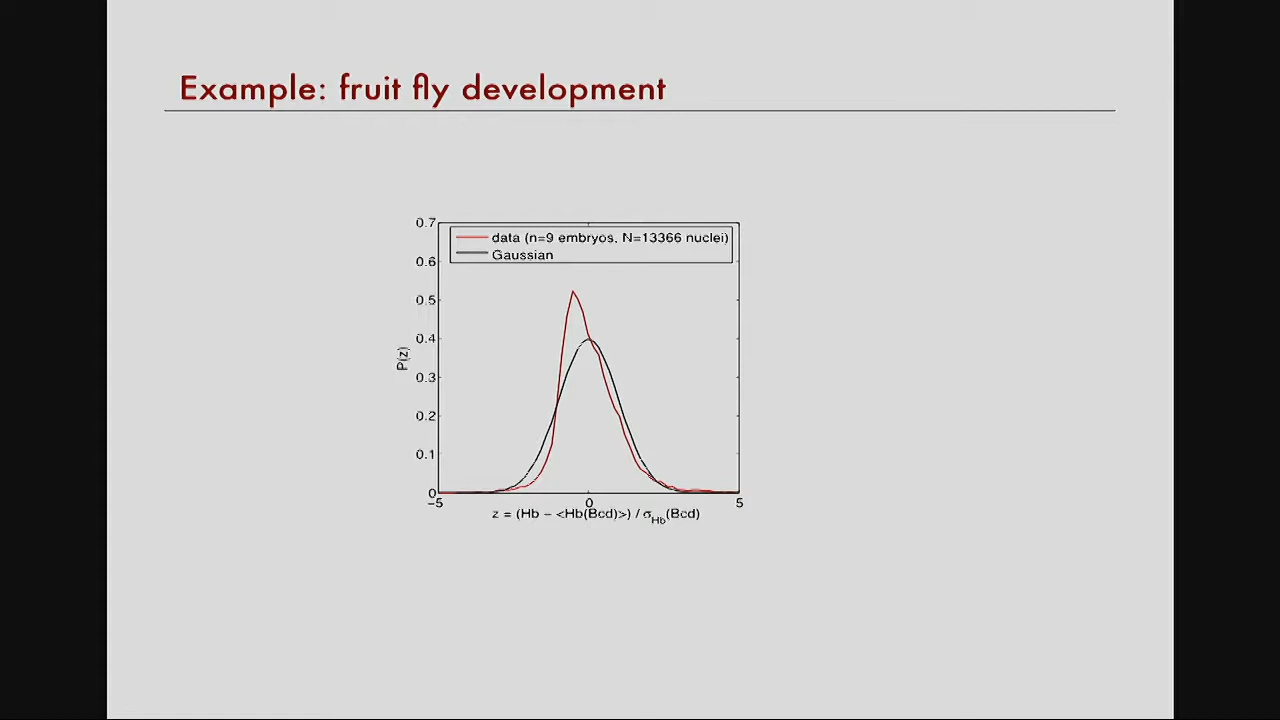 Example: fruit fly development
0.7
data (n=9 embryos, N=13366 nuclei)
Gaussian
0.6
0.5
0.4
P(z)
0.3
0.2
0.1
0
−5
0
5
z = (Hb − <Hb(Bcd)>) / σHb(Bcd)